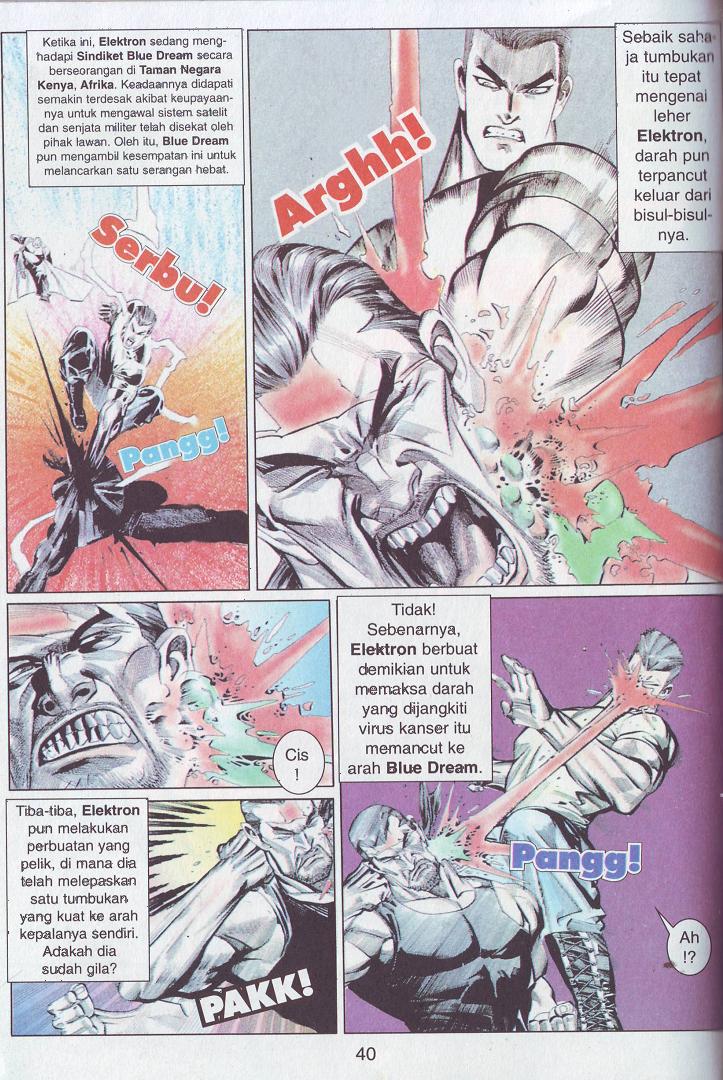 Ketika ini, Elektron sedang meng-
hadapi Sindiket Blue Dream secara
berseorangan di Taman Negara
Kenya, Afrika. Keadaannya didapati
semakin terdesak akibat keupayaan-
nya untuk mengawal sistem satelit
dan senjata militer telah disekat oleh
pihak lawan. Oleh itu, Blue Dream
pun mengambil kesempatan ini untuk
melancarkan satu serangan hebat.
Serbu!
Pangg!
Arghh!
Sebaik saha-
ja tumbukan
itu tepat
mengenai
leher
Elektron,
darah pun
terpancut
keluar dari
bisul-bisul-
nya.
Cis
!
Tiba-tiba, Elektron
pun melakukan
perbuatan yang
pelik, di mana dia
telah melepaskan
satu tumbukan
yang kuat ke arah
kepalanya sendiri.
Adakah dia
sudah gila?
PAKK!
Tidak!
Sebenarnya,
Elektron berbuat
demikian untuk
memaksa darah
yang dijangkiti
virus kanser itu
memancut ke
arah Blue Dream.
Pangg!
Ah
!?
40